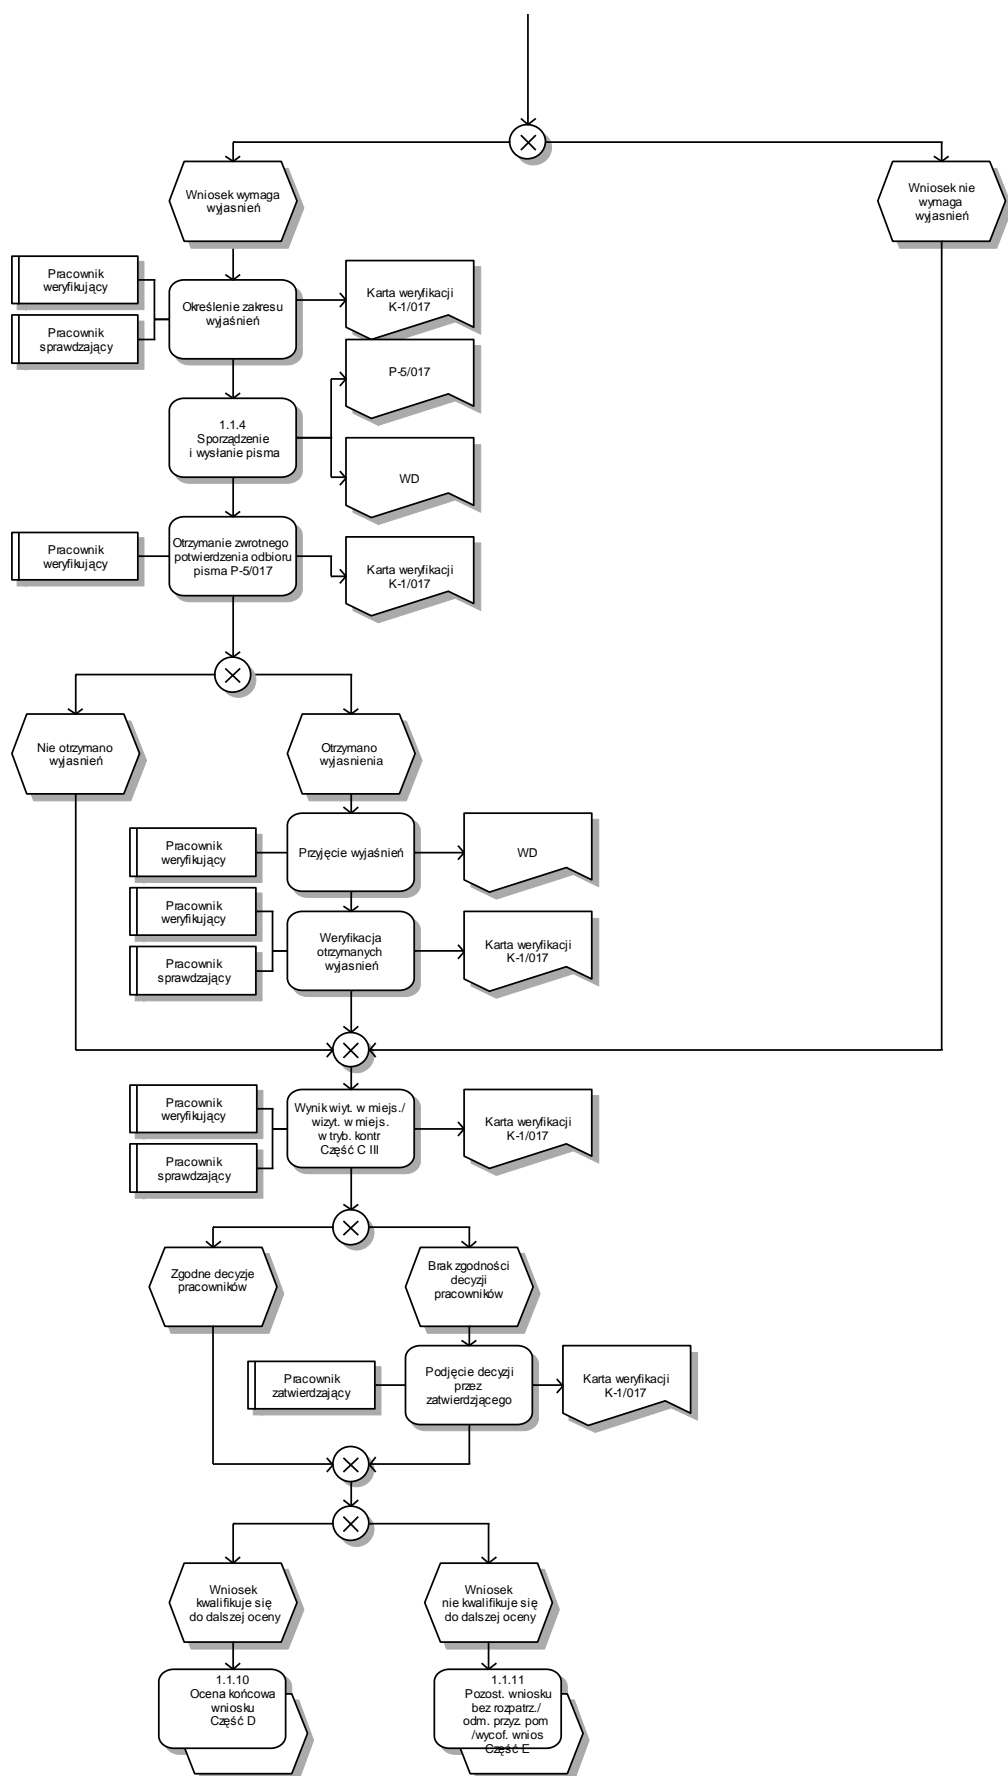 Wniosek wymaga
wyjasnień
Wniosek nie
wymaga
wyjasnień
Pracownik
weryfikujący
Pracownik
sprawdzający
Określenie zakresu
wyjaśnień
Karta weryfikacji
K-1/017
P-5/017
1.1.4
Sporządzenie
i wysłanie pisma
WD
Pracownik
weryfikujący
Otrzymanie zwrotnego
potwierdzenia odbioru
pisma P-5/017
Karta weryfikacji
K-1/017
Nie otrzymano
wyjasnień
Otrzymano
wyjasnienia
Pracownik
weryfikujący
Przyjęcie wyjaśnień
WD
Pracownik
weryfikujący
Pracownik
sprawdzający
Weryfikacja
otrzymanych
wyjasnień
Karta weryfikacji
K-1/017
Pracownik
weryfikujący
Pracownik
sprawdzający
Wynik wiyt. w miejs./
wizyt. w miejs.
w tryb. kontr
Część C III
Karta weryfikacji
K-1/017
Zgodne decyzje
pracowników
Brak zgodności
decyzji
pracowników
Pracownik
zatwierdzający
Podjęcie decyzji
przez
zatwierdzjącego
Karta weryfikacji
K-1/017
Wniosek
kwalifikuje się
do dalszej oceny
Wniosek
nie kwalifikuje się
do dalszej oceny
1.1.10
Ocena końcowa
wniosku
Część D
1.1.11
Pozost. wniosku
bez rozpatrz./
odm. przyz. pom
/wycof. wnios
Część E